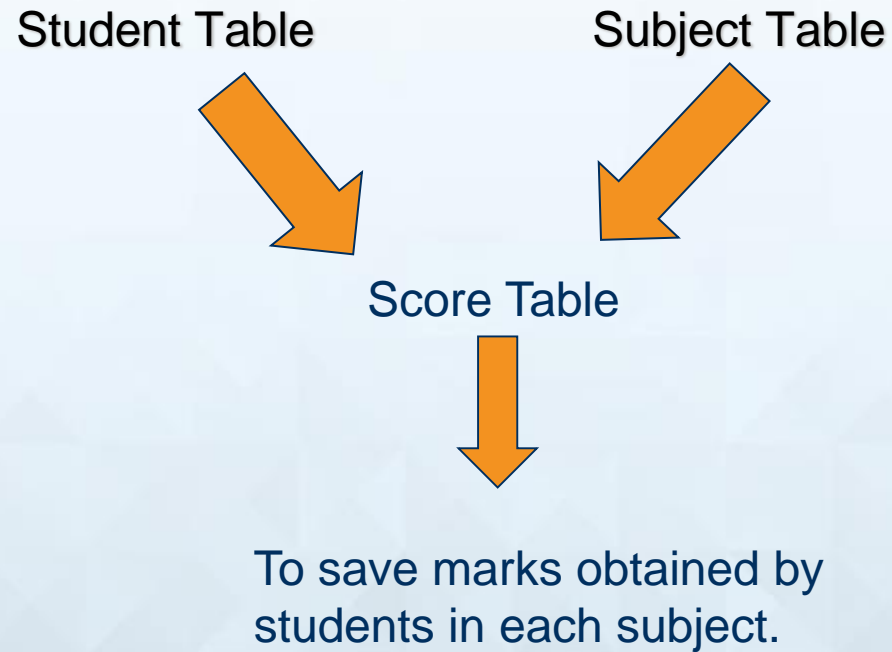 Student Table
Subject Table
Score Table
To save marks obtained by
students in each subject.